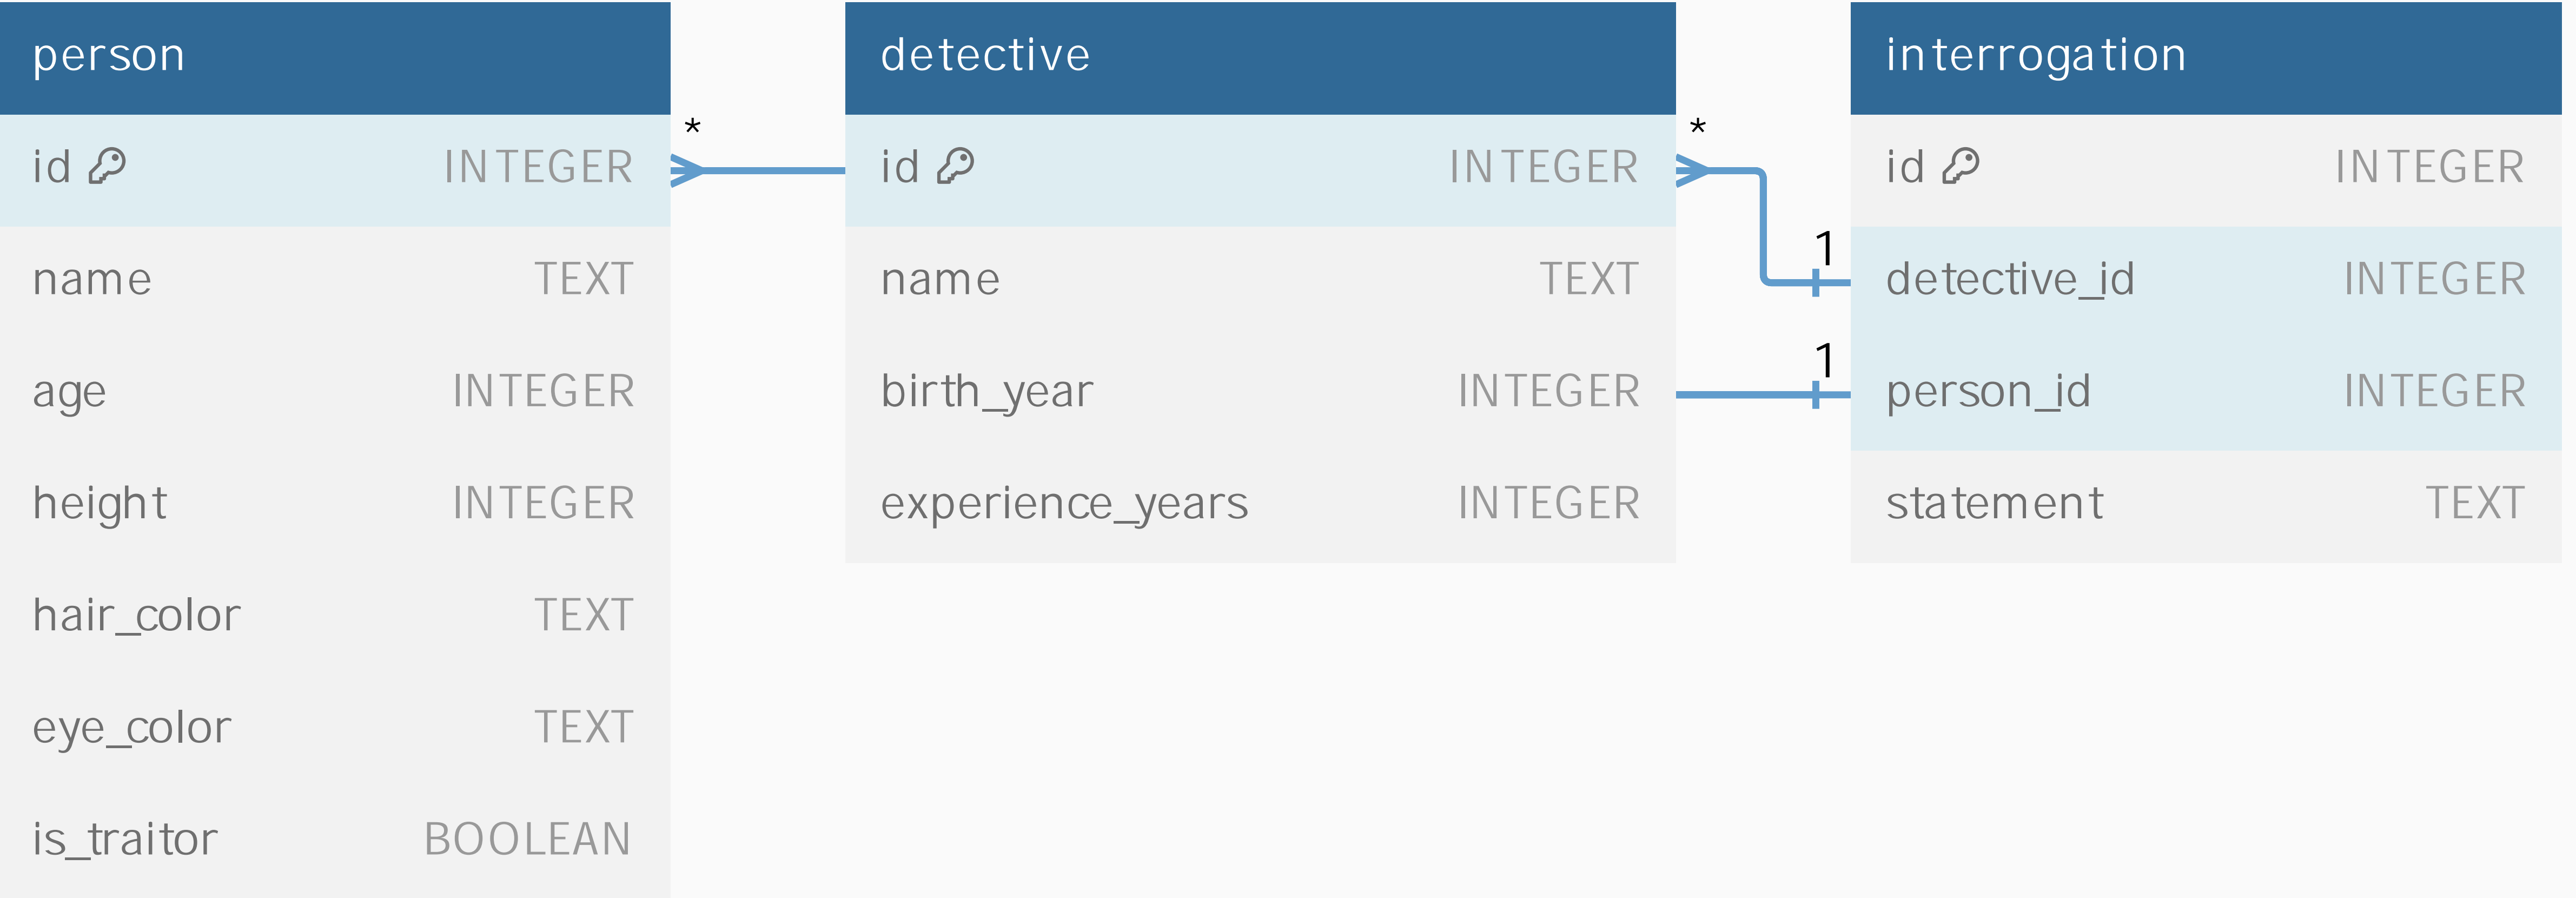 person
id INTEGER
name TEXT
age INTEGER
height INTEGER
hair_color TEXT
eye_color TEXT
is_traitor BOOLEAN
*
detective
id INTEGER
name TEXT
birth_year INTEGER
experience_years INTEGER
*
1
1
interrogation
id INTEGER
detective_id INTEGER
person_id INTEGER
statement TEXT